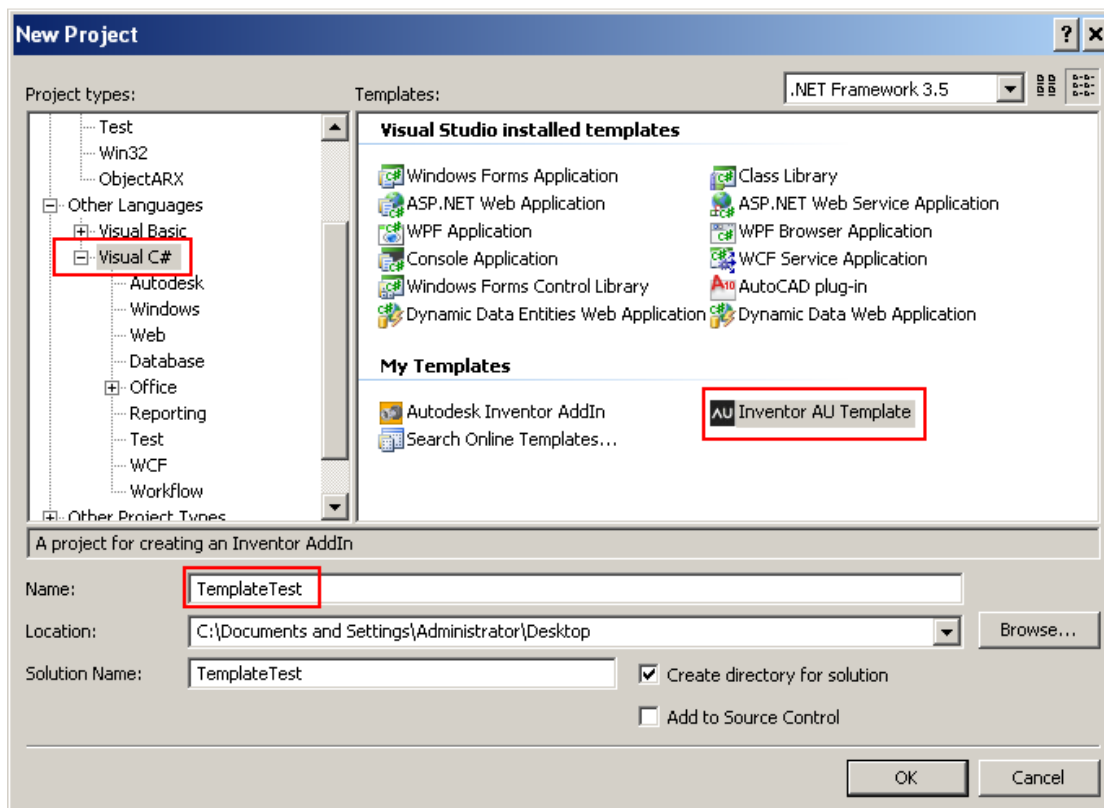 New Project
Project types:
Templates:
.NET Framework 3.5
Test
Win32
ObjectARX
Other Languages
Visual Basic
Visual C#
Autodesk
Windows
Web
Database
Office
Reporting
Test
WCF
Workflow
Other Project Types
Visual Studio installed templates
Windows Forms Application
Class Library
ASP.NET Web Application
ASP.NET Web Service Application
WPF Application
WPF Browser Application
Console Application
WCF Service Application
Windows Forms Control Library
AutoCAD plug-in
Dynamic Data Entities Web Application
Dynamic Data Web Application
My Templates
Autodesk Inventor AddIn
AU Inventor AU Template
Search Online Templates...
A project for creating an Inventor AddIn
Name:
TemplateTest
Location:
C:\Documents and Settings\Administrator\Desktop
Browse...
Solution Name:
TemplateTest
Create directory for solution
Add to Source Control
OK
Cancel